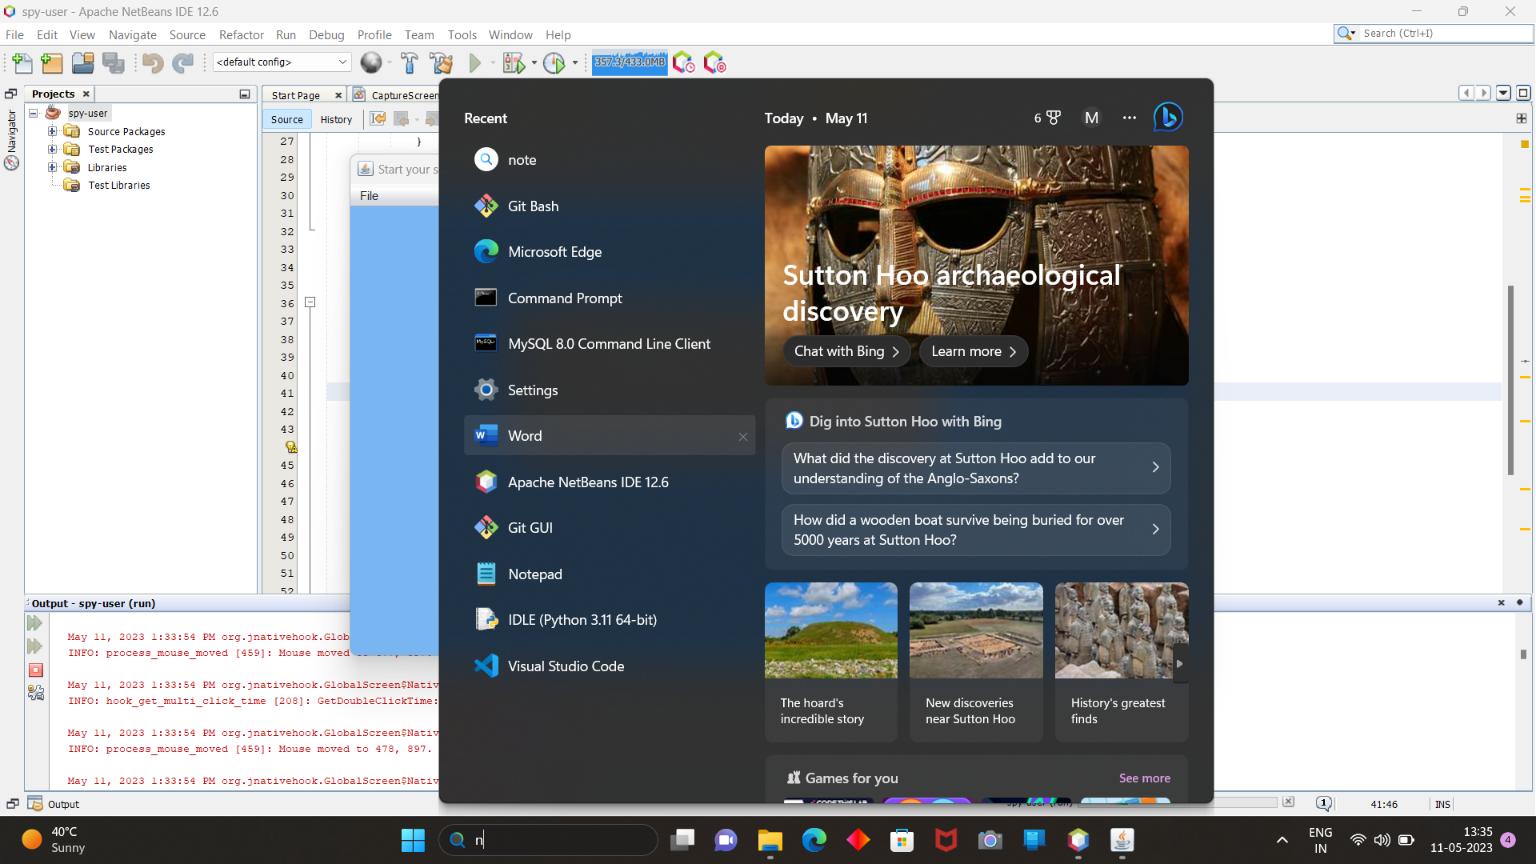 spy-user - Apache NetBeans IDE 12.6
File Edit View Navigate Source Refactor Run Debug Profile Team Tools Window Help
Search (Ctrl+I)
<default config>
357.3/433.0MB
Projects
Start Page
CaptureScreen
Navigator
spy-user
Source Packages
Test Packages
Libraries
Test Libraries
Source History
27
28
29
30
31
32
33
34
35
36
37
38
39
40
41
42
43
45
46
47
48
49
50
51
52
}
Start your s
File
Recent
note
Git Bash
Microsoft Edge
Command Prompt
MySQL 8.0 Command Line Client
Settings
Word
Apache NetBeans IDE 12.6
Git GUI
Notepad
IDLE (Python 3.11 64-bit)
Visual Studio Code
Today • May 11
6
M
Sutton Hoo archaeological
discovery
Chat with Bing
Learn more
Dig into Sutton Hoo with Bing
What did the discovery at Sutton Hoo add to our
understanding of the Anglo-Saxons?
How did a wooden boat survive being buried for over
5000 years at Sutton Hoo?
The hoard's
incredible story
New discoveries
near Sutton Hoo
History's greatest
finds
Games for you
See more
Output - spy-user (run)
May 11, 2023 1:33:54 PM org.jnativehook.Glob
INFO: process_mouse_moved [459]: Mouse moved
May 11, 2023 1:33:54 PM org.jnativehook.GlobalScreen$Nativ
INFO: hook_get_multi_click_time [208]: GetDoubleClickTime:
May 11, 2023 1:33:54 PM org.jnativehook.GlobalScreen$Nativ
INFO: process_mouse_moved [459]: Mouse moved to 478, 897.
May 11, 2023 1:33:54 PM org.jnativehook.GlobalScreen$Nativ
Output
spy-user (run)
1
41:46
INS
40°C
Sunny
n
ENG
IN
13:35
11-05-2023
4